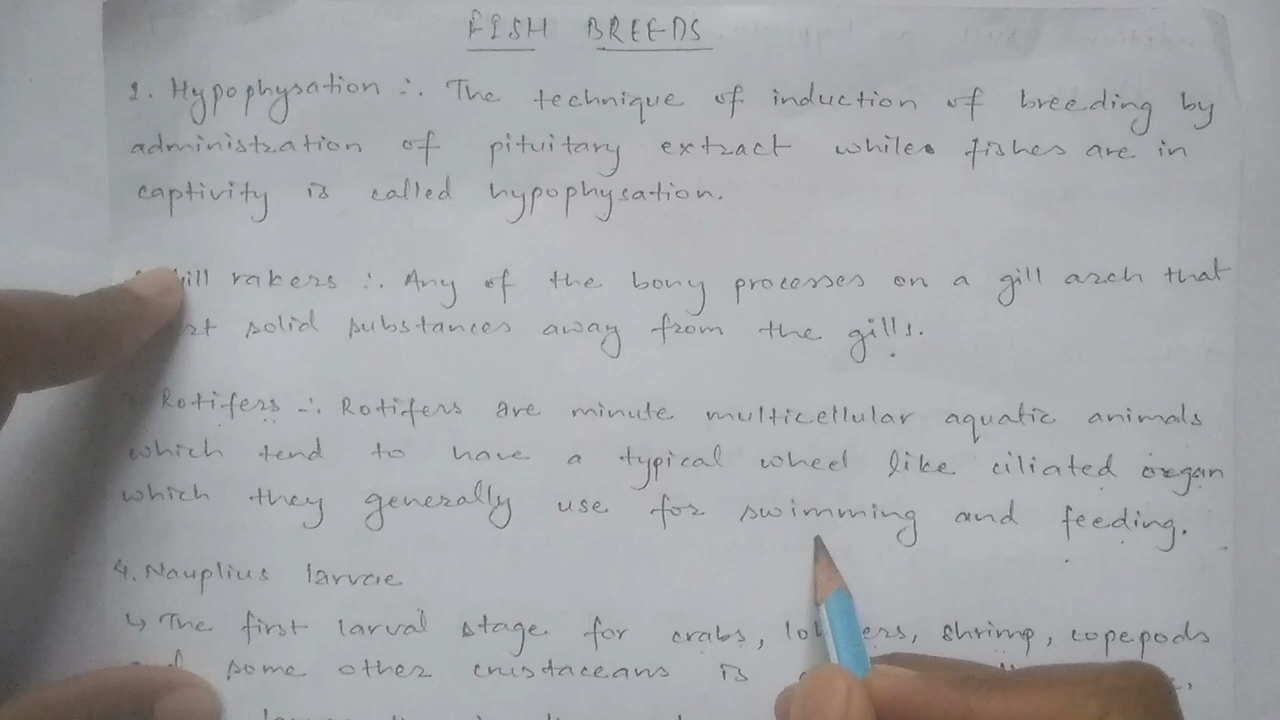 FISH BREEDS
1. Hypophysation :. The technique of induction of breeding by
administration of pituitary extract while fishes are in
captivity is called hypophysation.
rakers :. Any of the bony processes on a gill arch that
solid substances away from the gills.
Rotifers :. Rotifers are minute multicellular aquatic animals
which tend to have a typical wheel like ciliated organ
which they generally use for swimming and feeding.
4. Nauplius larvae
↳ The first larval stage for crabs, shrimp, copepods
some other crustaceans is